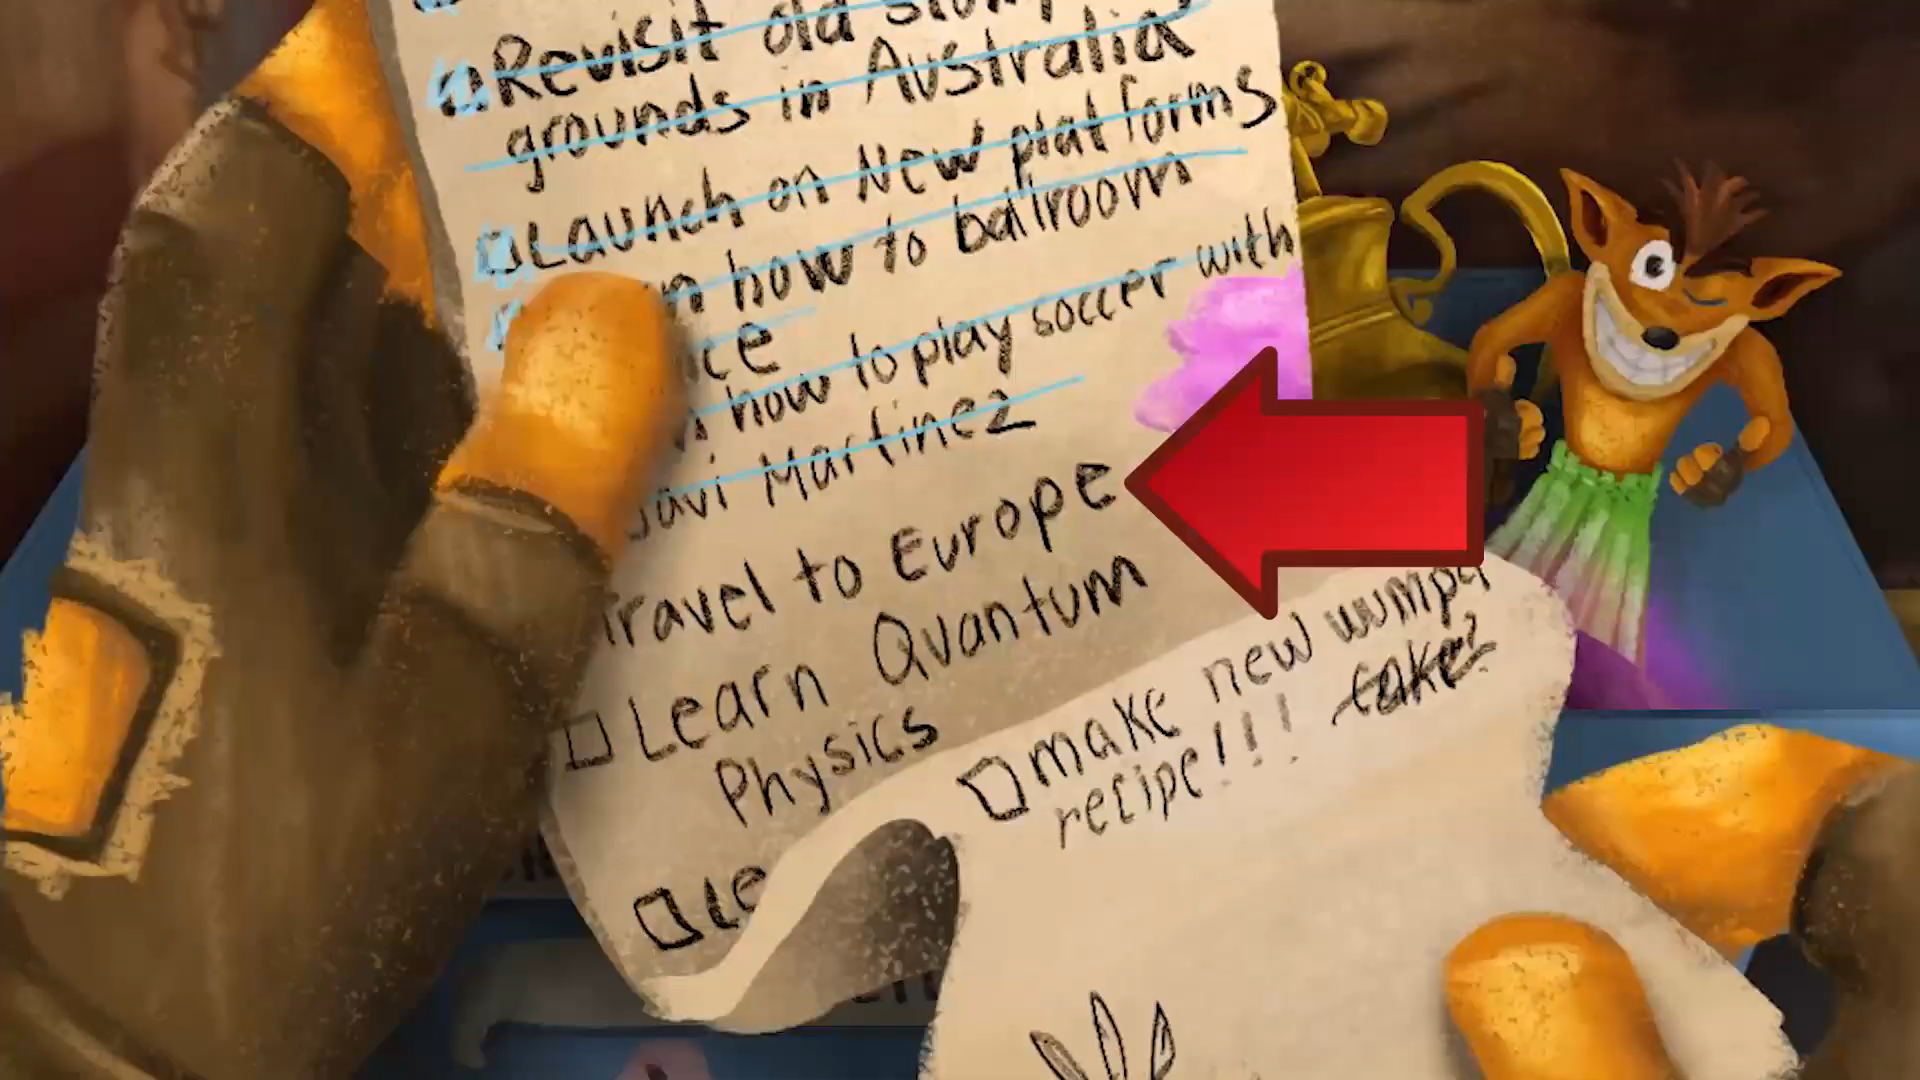 Revisit old
grounds in Australia
Launch on New platforms
how to ballroom
how to play soccer with
Javi Martinez
Travel to Europe
Learn Quantum
Physics
Le
make new wumpa
recipe!!! cake?